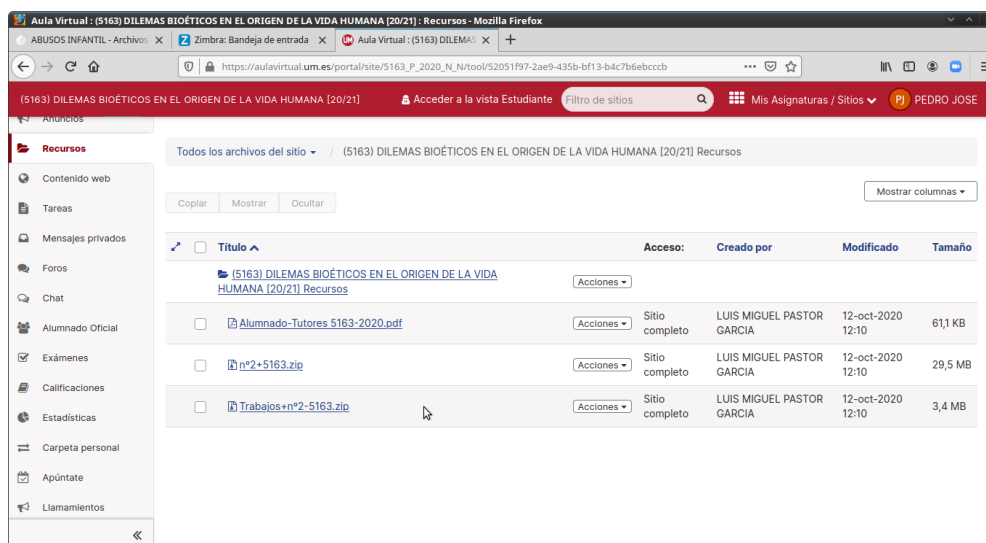 Aula Virtual : (5163) DILEMAS BIOÉTICOS EN EL ORIGEN DE LA VIDA HUMANA [20/21] : Recursos - Mozilla Firefox
ABUSOS INFANTIL - Archivos
Zimbra: Bandeja de entrada
Aula Virtual : (5163) DILEMAS
https://aulavirtual.um.es/portal/site/5163_P_2020_N_N/tool/52051f97-2ae9-435b-bf13-b4c7b6ebcccb
(5163) DILEMAS BIOÉTICOS EN EL ORIGEN DE LA VIDA HUMANA [20/21]
Acceder a la vista Estudiante
Filtro de sitios
Mis Asignaturas / Sitios
PJ PEDRO JOSE
Anuncios
Recursos
Contenido web
Tareas
Mensajes privados
Foros
Chat
Alumnado Oficial
Exámenes
Calificaciones
Estadísticas
Carpeta personal
Apúntate
Llamamientos
«
Todos los archivos del sitio / (5163) DILEMAS BIOÉTICOS EN EL ORIGEN DE LA VIDA HUMANA [20/21] Recursos
Mostrar columnas
Copiar Mostrar Ocultar
Título Acceso: Creado por Modificado Tamaño
(5163) DILEMAS BIOÉTICOS EN EL ORIGEN DE LA VIDA
HUMANA [20/21] Recursos
Acciones
Alumnado-Tutores 5163-2020.pdf
Acciones
Sitio
completo
LUIS MIGUEL PASTOR
GARCIA
12-oct-2020
12:10
61,1 KB
nº2+5163.zip
Acciones
Sitio
completo
LUIS MIGUEL PASTOR
GARCIA
12-oct-2020
12:10
29,5 MB
Trabajos+nº2-5163.zip
Acciones
Sitio
completo
LUIS MIGUEL PASTOR
GARCIA
12-oct-2020
12:10
3,4 MB